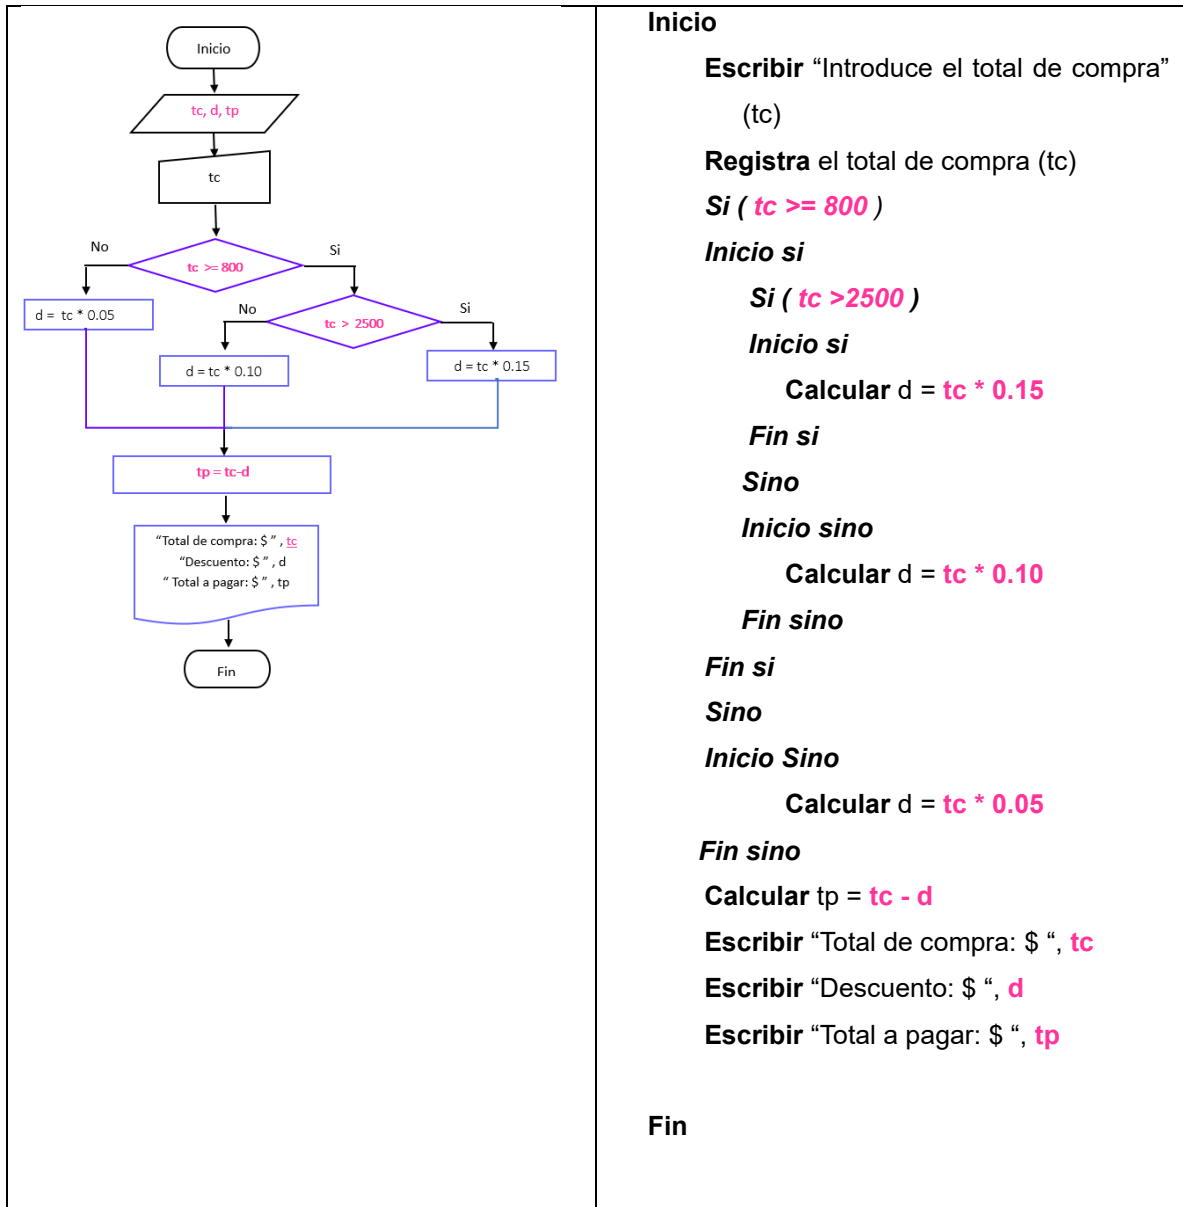 Inicio
tc, d, tp
tc
No
Si
tc >= 800
d = tc * 0.05
No
Si
tc > 2500
d = tc * 0.10
d = tc * 0.15
tp = tc-d
“Total de compra: $ ” , tc
“Descuento: $ ” , d
“ Total a pagar: $ ” , tp
Fin
Inicio
Escribir “Introduce el total de compra”
(tc)
Registra el total de compra (tc)
Si ( tc >= 800 )
Inicio si
Si ( tc >2500 )
Inicio si
Calcular d = tc * 0.15
Fin si
Sino
Inicio sino
Calcular d = tc * 0.10
Fin sino
Fin si
Sino
Inicio Sino
Calcular d = tc * 0.05
Fin sino
Calcular tp = tc - d
Escribir “Total de compra: $ “, tc
Escribir “Descuento: $ “, d
Escribir “Total a pagar: $ “, tp
Fin